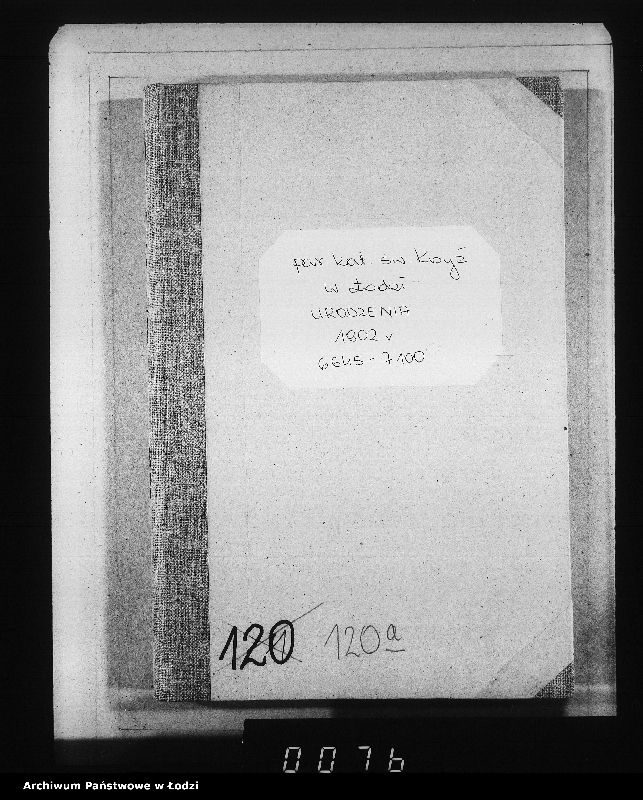 par kat. św Krzyż
w Łodzi
URODZENIA
1902 r
6645 - 7100
120 120a
0076
Archiwum Państwowe w Łodzi